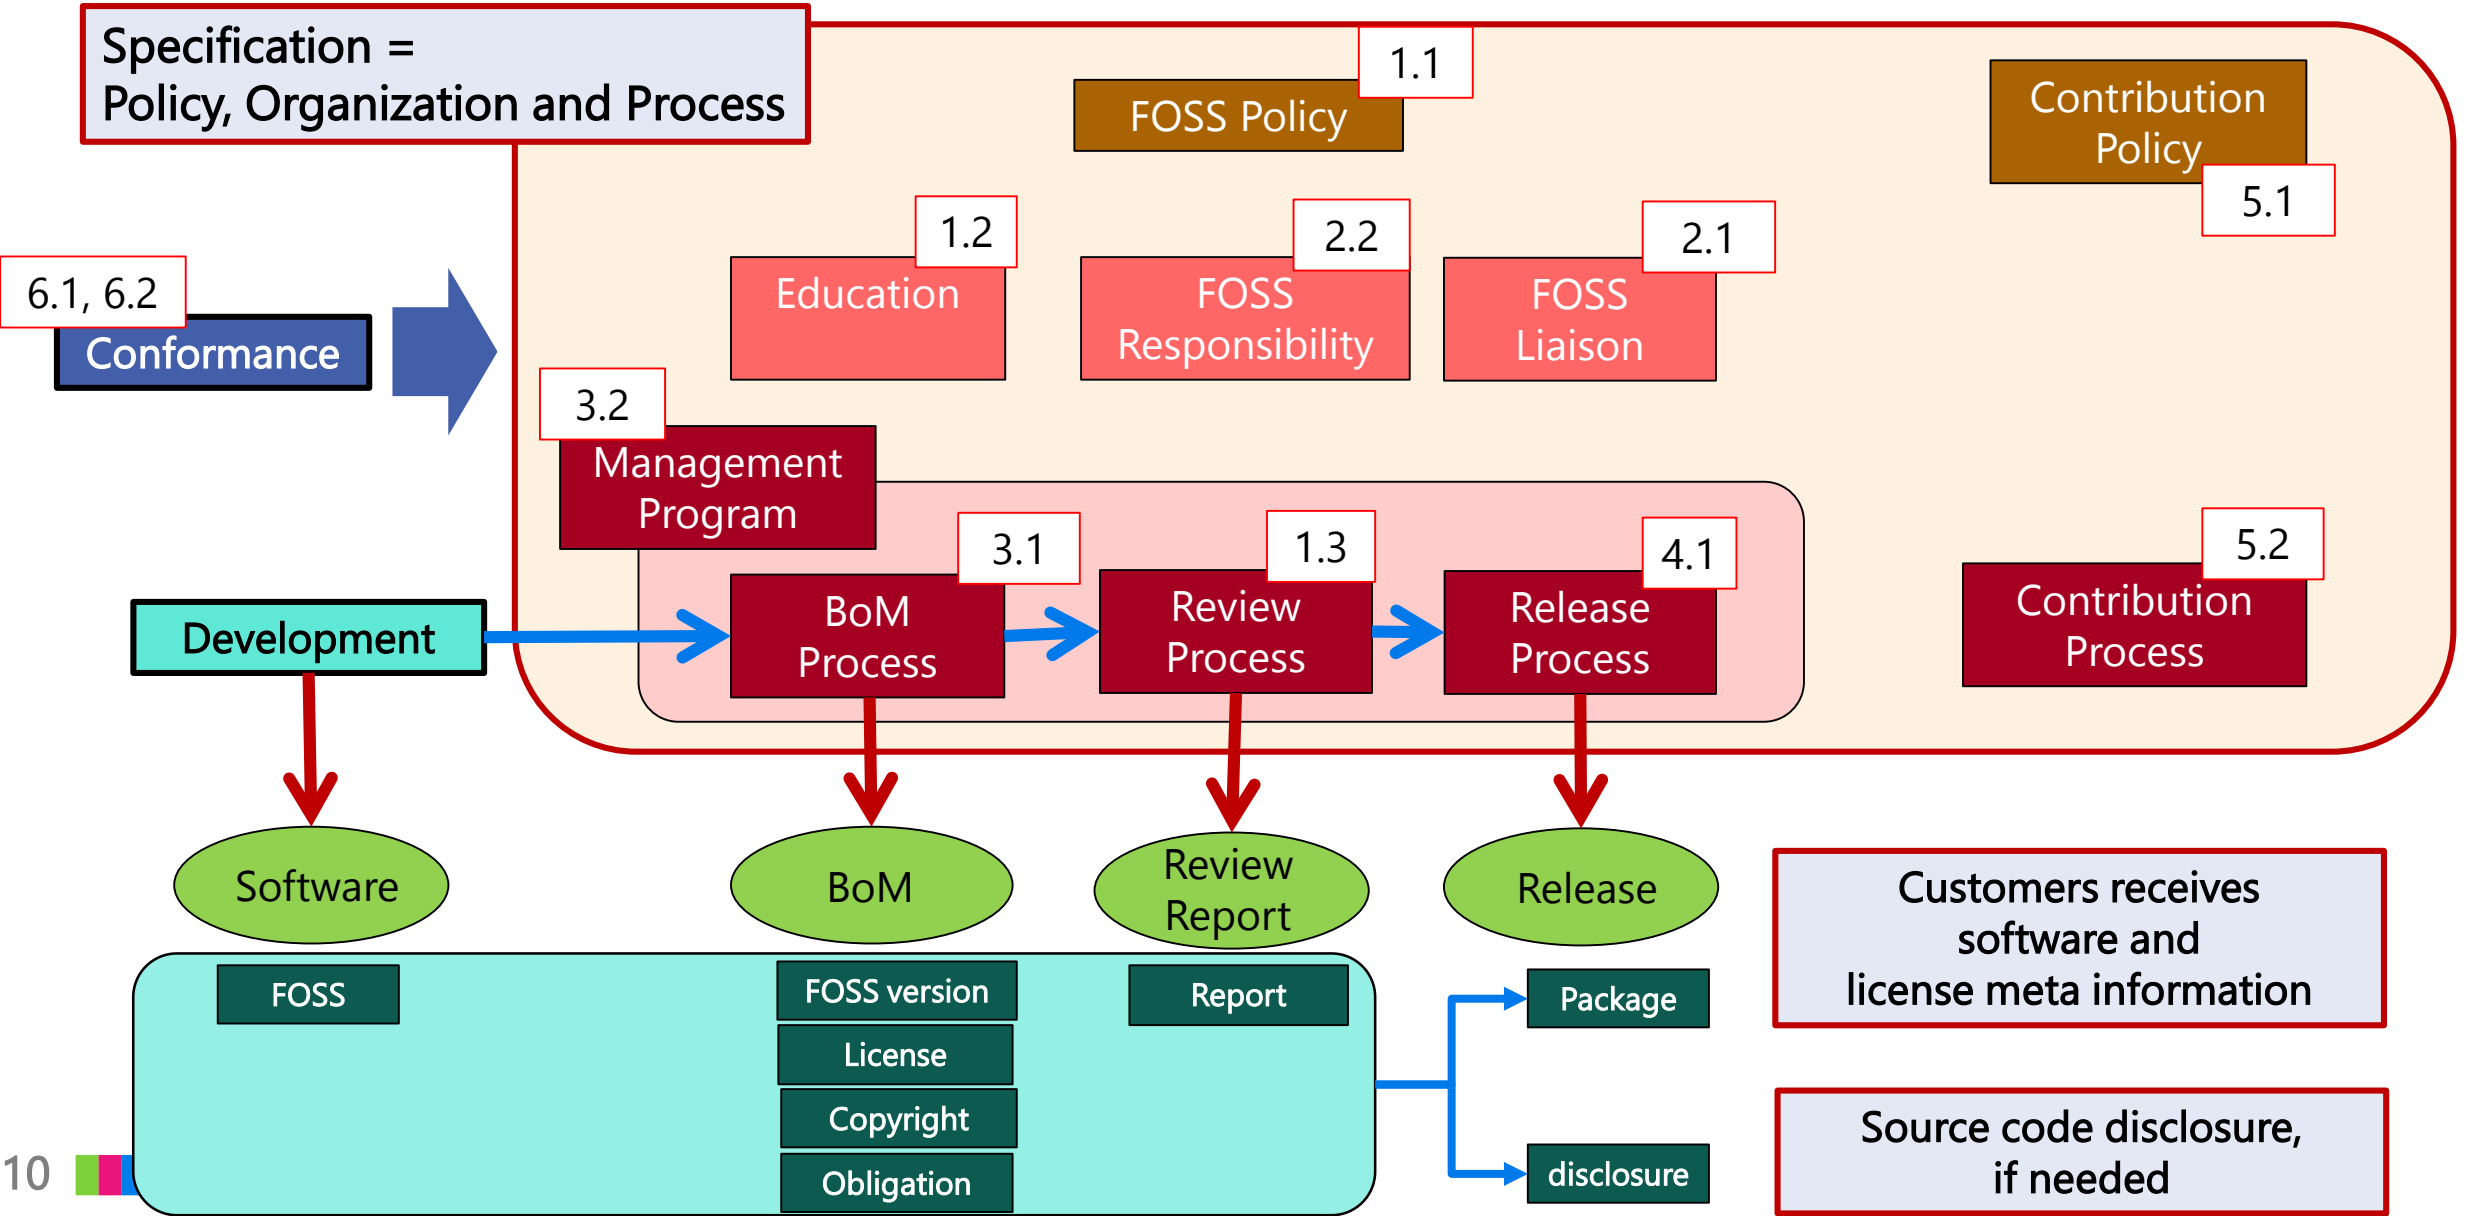 Specification =
Policy, Organization and Process
1.1
FOSS Policy
Contribution
Policy
5.1
1.2
Education
2.2
FOSS
Responsibility
2.1
FOSS
Liaison
6.1, 6.2
Conformance
3.2
Management
Program
3.1
BoM
Process
1.3
Review
Process
4.1
Release
Process
5.2
Contribution
Process
Development
Software
BoM
Review
Report
Release
Customers receives
software and
license meta information
FOSS
FOSS version
License
Copyright
Obligation
Report
Package
disclosure
Source code disclosure,
if needed
10